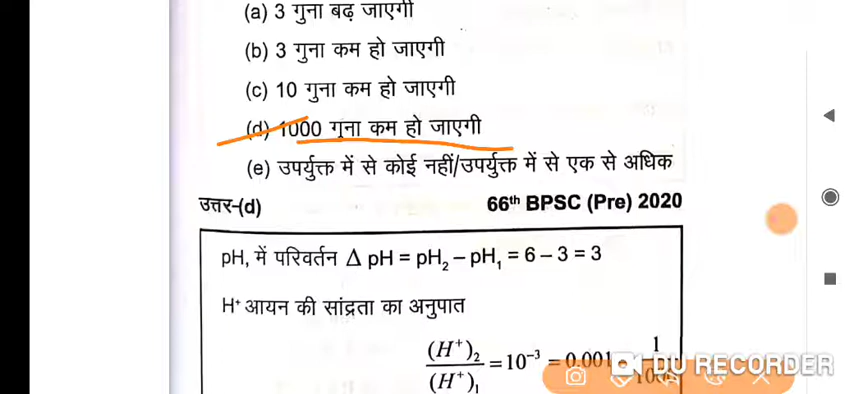 (a) 3 गुना बढ़ जाएगी
(b) 3 गुना कम हो जाएगी
(c) 10 गुना कम हो जाएगी
(d) 1000 गुना कम हो जाएगी
(e) उपर्युक्त में से कोई नहीं/उपर्युक्त में से एक से अधिक
उत्तर-(d) 66th BPSC (Pre) 2020
pH, में परिवर्तन Δ pH = pH₂ – pH₁ = 6 – 3 = 3
H⁺ आयन की सांद्रता का अनुपात
(H⁺)₂ / (H⁺)₁ = 10⁻³ = 0.001 1
DU RECORDER